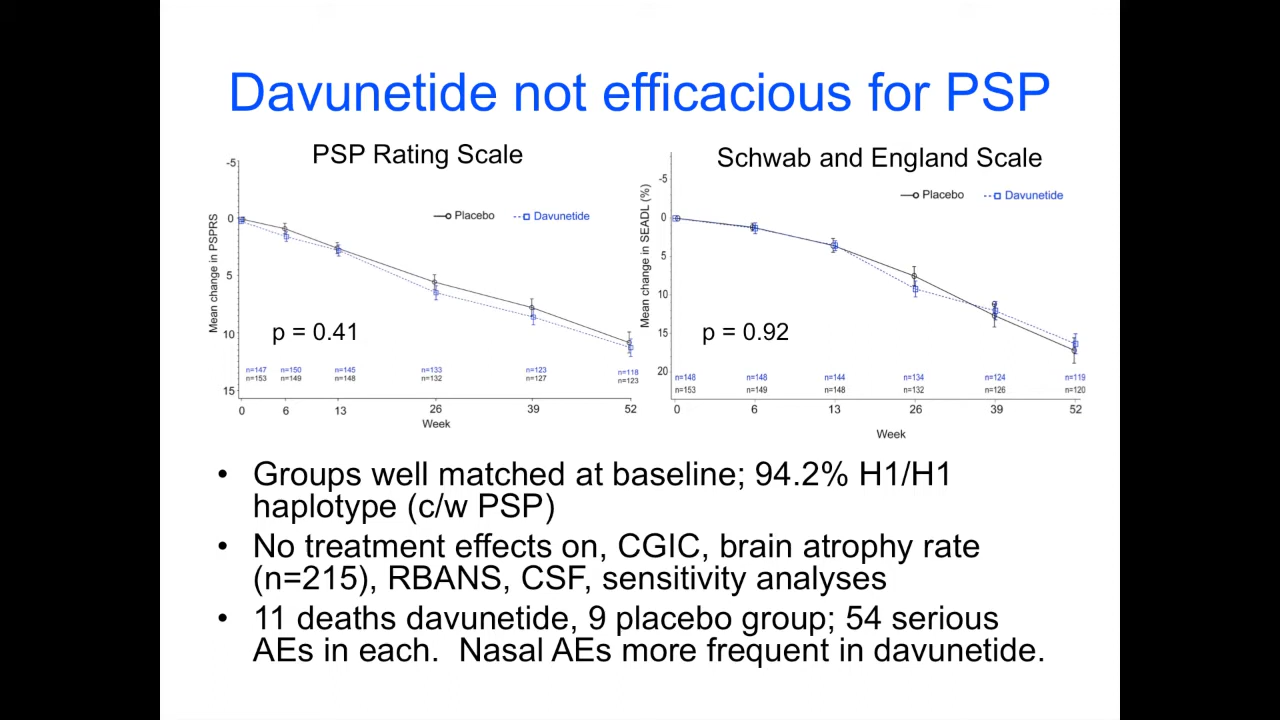 Davunetide not efficacious for PSP
PSP Rating Scale
-5
0
5
10
15
Mean change in PSPRS
Placebo
Davunetide
p = 0.41
n=147 n=150 n=145 n=133 n=123 n=118
n=153 n=149 n=148 n=132 n=127 n=123
0 6 13 26 39 52
Week
Schwab and England Scale
-5
0
5
10
15
20
Mean change in SEADL (%)
Placebo
Davunetide
p = 0.92
n=148 n=148 n=144 n=134 n=124 n=119
n=153 n=149 n=148 n=132 n=126 n=120
0 6 13 26 39 52
Week
• Groups well matched at baseline; 94.2% H1/H1
haplotype (c/w PSP)
• No treatment effects on, CGIC, brain atrophy rate
(n=215), RBANS, CSF, sensitivity analyses
• 11 deaths davunetide, 9 placebo group; 54 serious
AEs in each. Nasal AEs more frequent in davunetide.